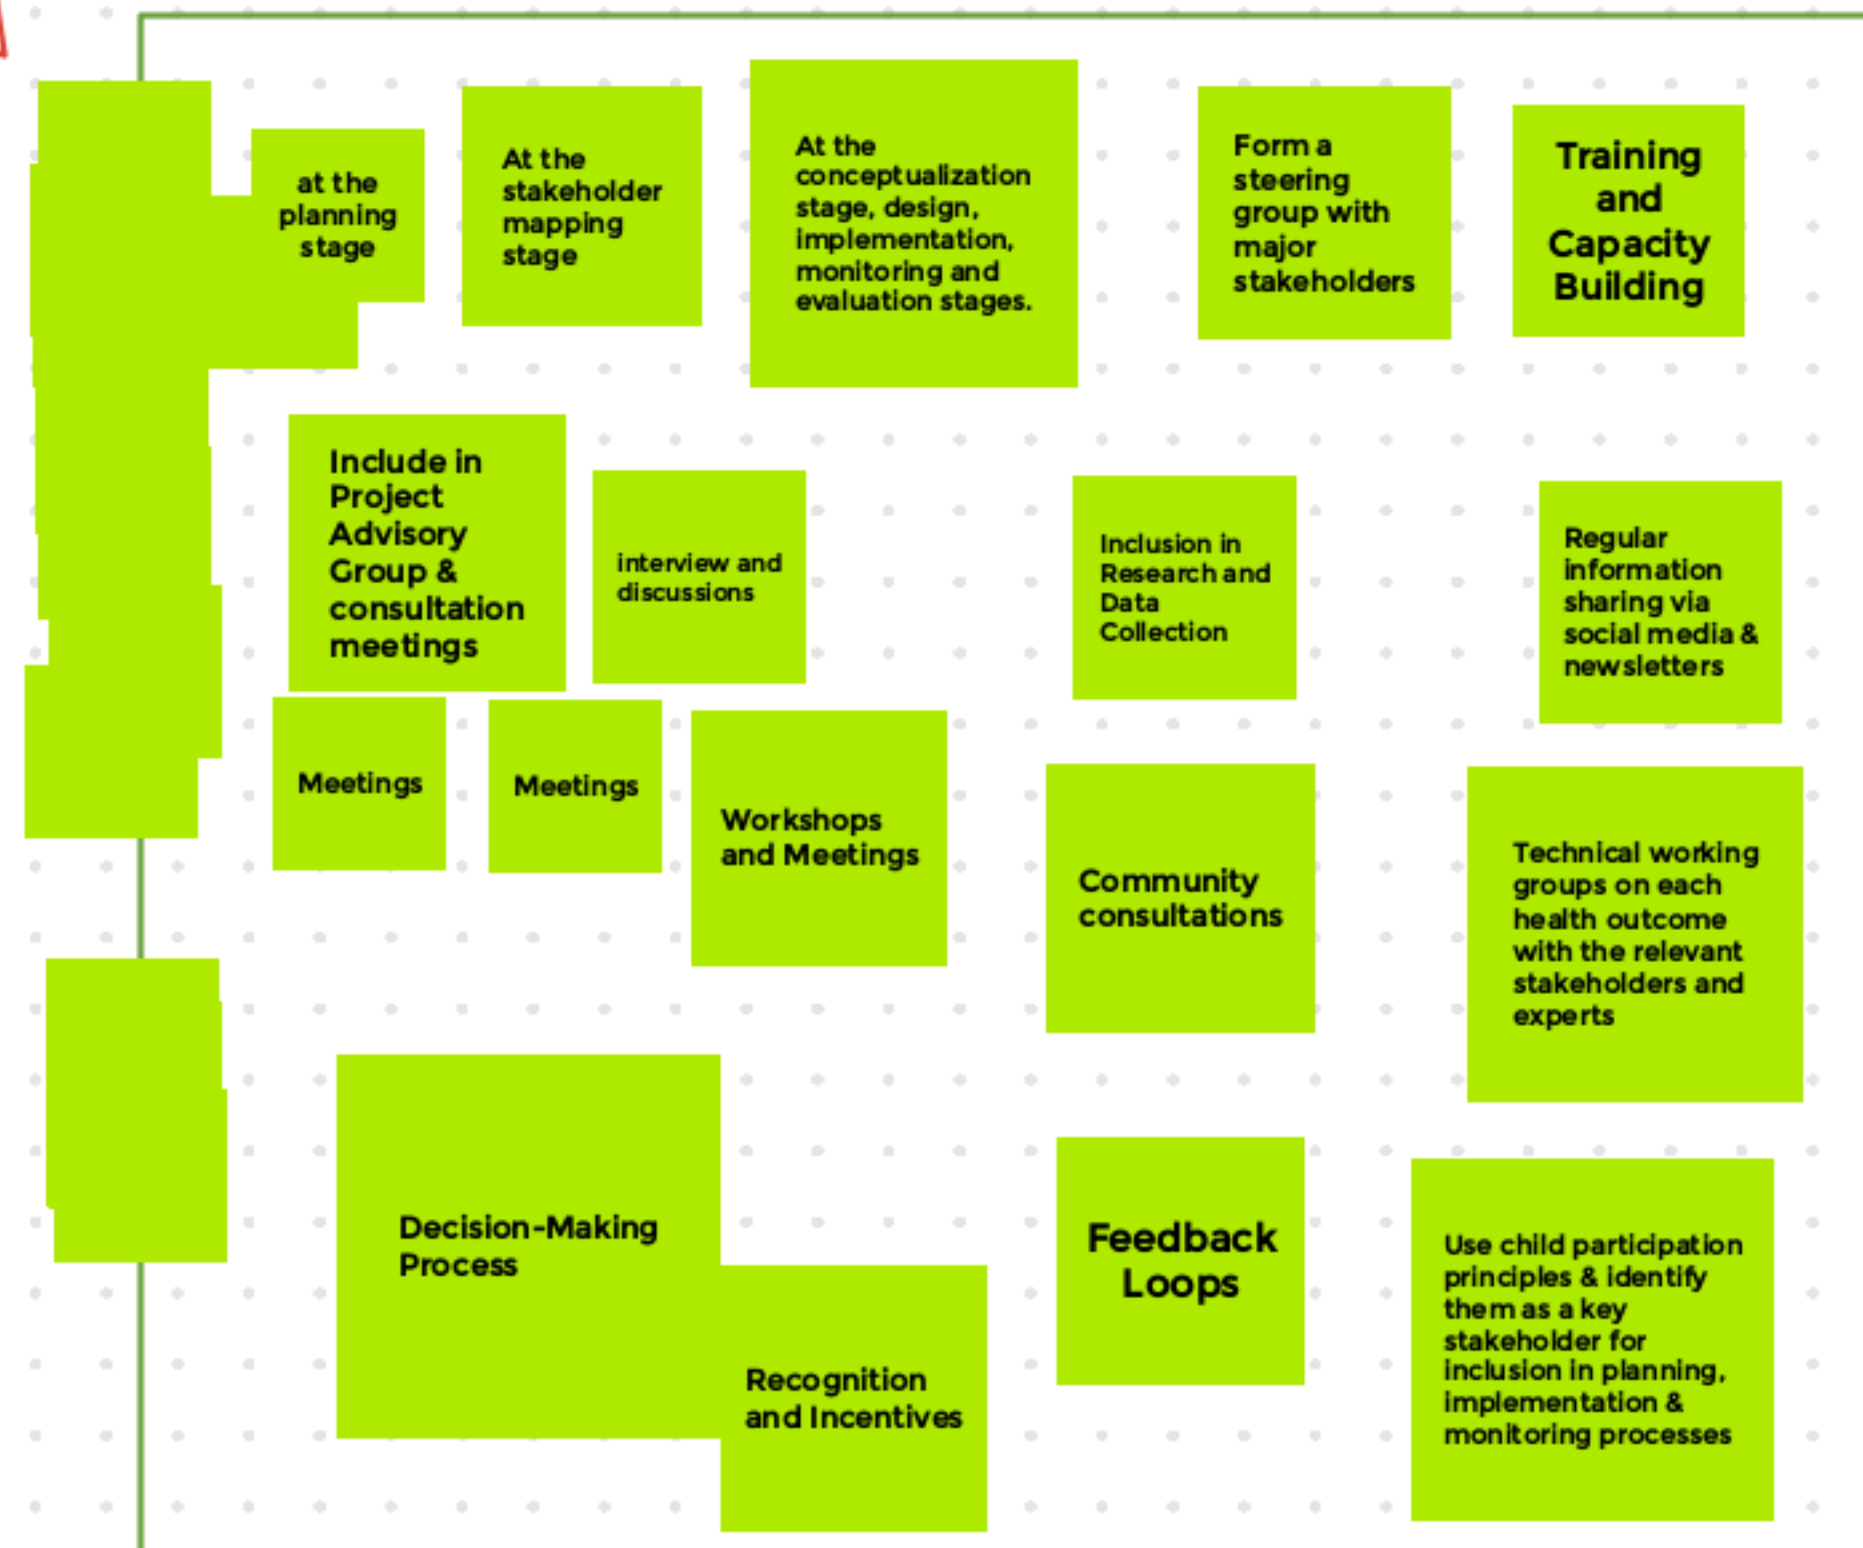 at the
planning
stage
At the
stakeholder
mapping
stage
At the
conceptualization
stage, design,
implementation,
monitoring and
evaluation stages.
Form a
steering
group with
major
stakeholders
Training
and
Capacity
Building
Include in
Project
Advisory
Group &
consultation
meetings
interview and
discussions
Inclusion in
Research and
Data
Collection
Regular
information
sharing via
social media &
newsletters
Meetings
Meetings
Workshops
and Meetings
Community
consultations
Technical working
groups on each
health outcome
with the relevant
stakeholders and
experts
Decision-Making
Process
Recognition
and Incentives
Feedback
Loops
Use child participation
principles & identify
them as a key
stakeholder for
inclusion in planning,
implementation &
monitoring processes